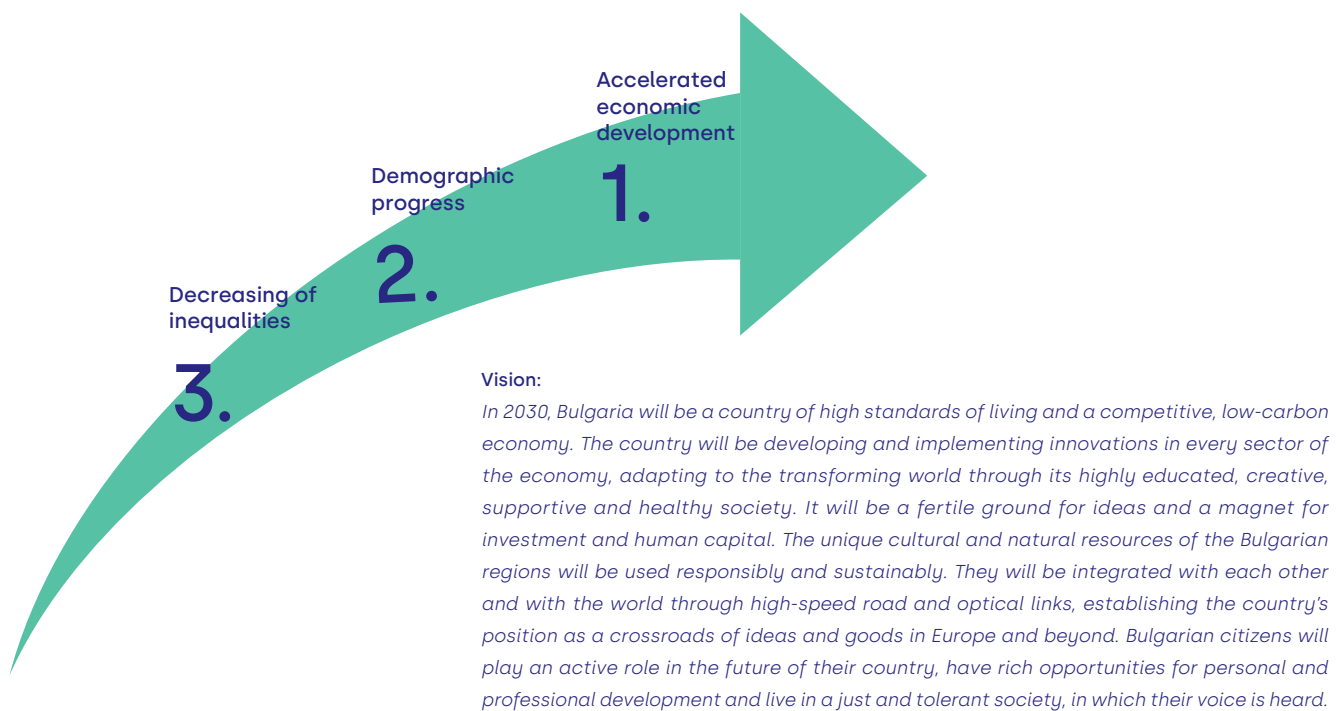 Accelerated
economic
development
1.
Demographic
progress
2.
Decreasing of
inequalities
3.
Vision:
In 2030, Bulgaria will be a country of high standards of living and a competitive, low-carbon
economy. The country will be developing and implementing innovations in every sector of
the economy, adapting to the transforming world through its highly educated, creative,
supportive and healthy society. It will be a fertile ground for ideas and a magnet for
investment and human capital. The unique cultural and natural resources of the Bulgarian
regions will be used responsibly and sustainably. They will be integrated with each other
and with the world through high-speed road and optical links, establishing the country's
position as a crossroads of ideas and goods in Europe and beyond. Bulgarian citizens will
play an active role in the future of their country, have rich opportunities for personal and
professional development and live in a just and tolerant society, in which their voice is heard.